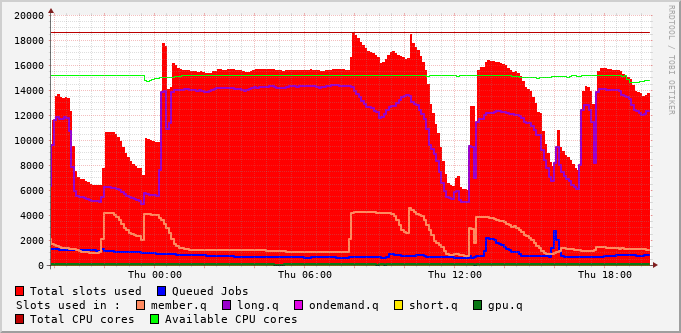 20000
18000
16000
14000
12000
10000
8000
6000
4000
2000
0
Thu 00:00 Thu 06:00 Thu 12:00 Thu 18:00
RRDTOOL / TOBI OETIKER
Total slots used Queued Jobs
Slots used in : member.q long.q ondemand.q short.q gpu.q
Total CPU cores Available CPU cores